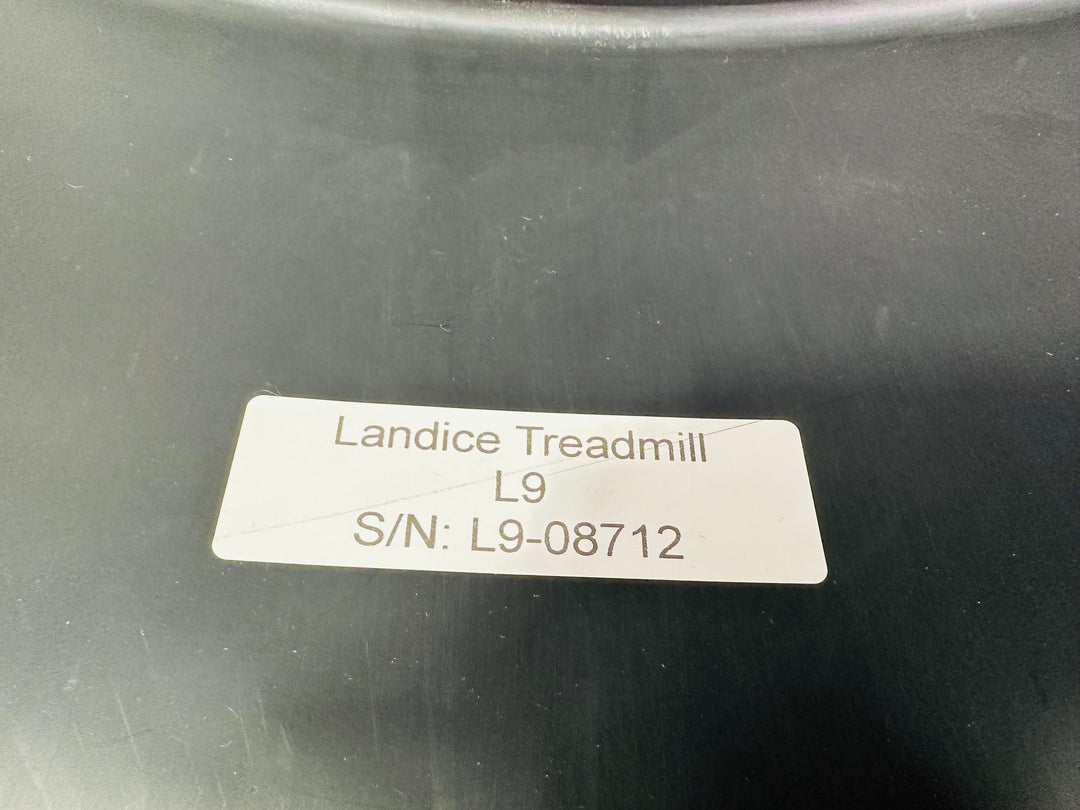 Landice Treadmill
L9
S/N: L9-08712